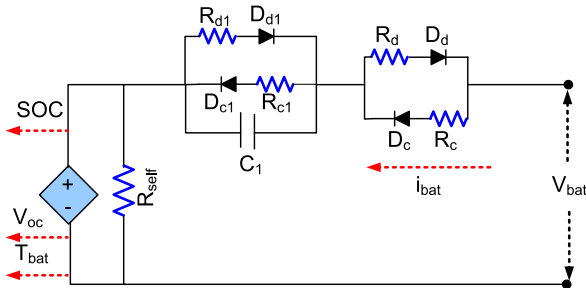 Rd1 Dd1
Rd Dd
Dc1 Rc1
SOC
C1
Dc Rc
+
-
Rself
ibat
Vbat
Voc
Tbat